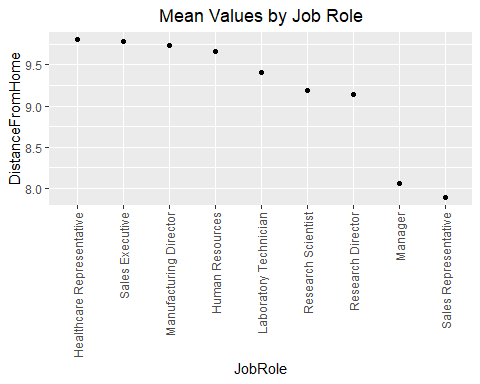 Mean Values by Job Role
DistanceFromHome
9.5
9.0
8.5
8.0
Healthcare Representative
Sales Executive
Manufacturing Director
Human Resources
Laboratory Technician
Research Scientist
Research Director
Manager
Sales Representative
JobRole